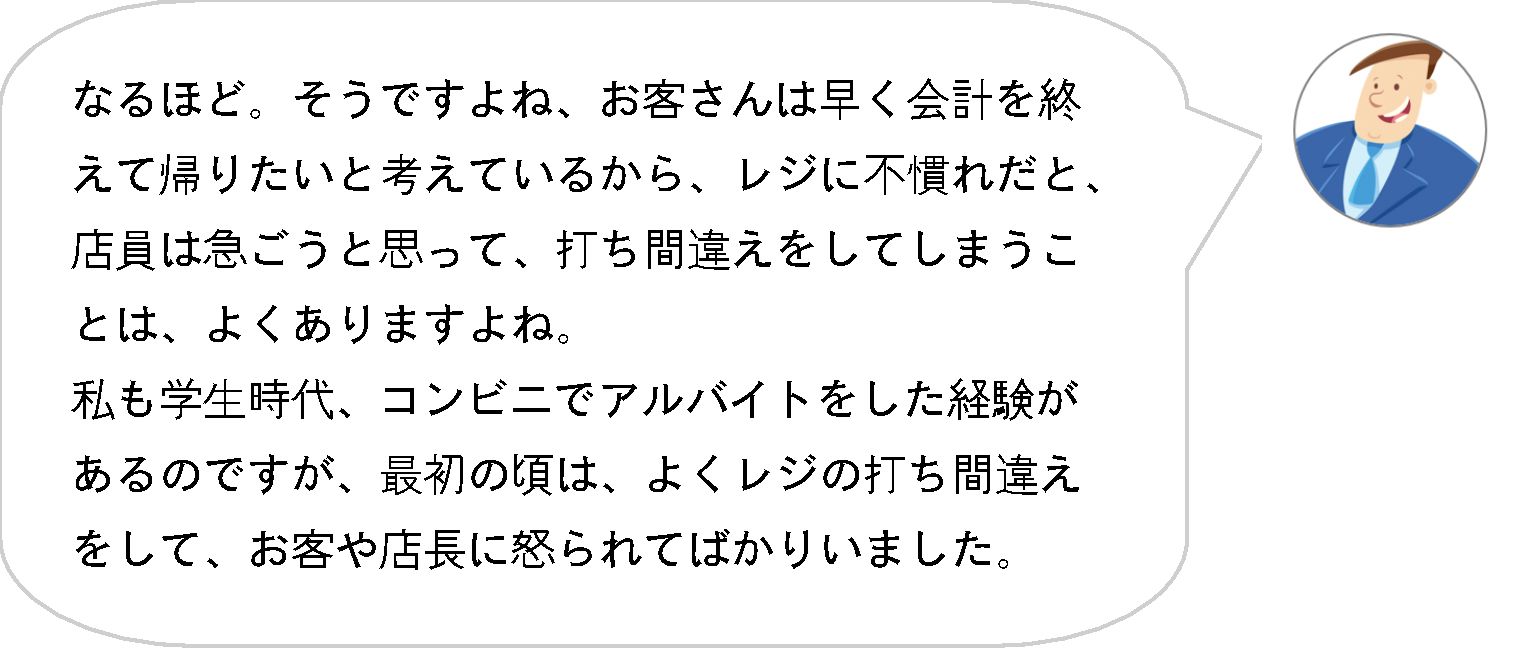 なるほど。そうですよね、お客さんは早く会計を終
えて帰りたいと考えているから、レジに不慣れだと、
店員は急ごうと思って、打ち間違えをしてしまうこ
とは、よくありますよね。
私も学生時代、コンビニでアルバイトをした経験が
あるのですが、最初の頃は、よくレジの打ち間違え
をして、お客や店長に怒られてばかりいました。